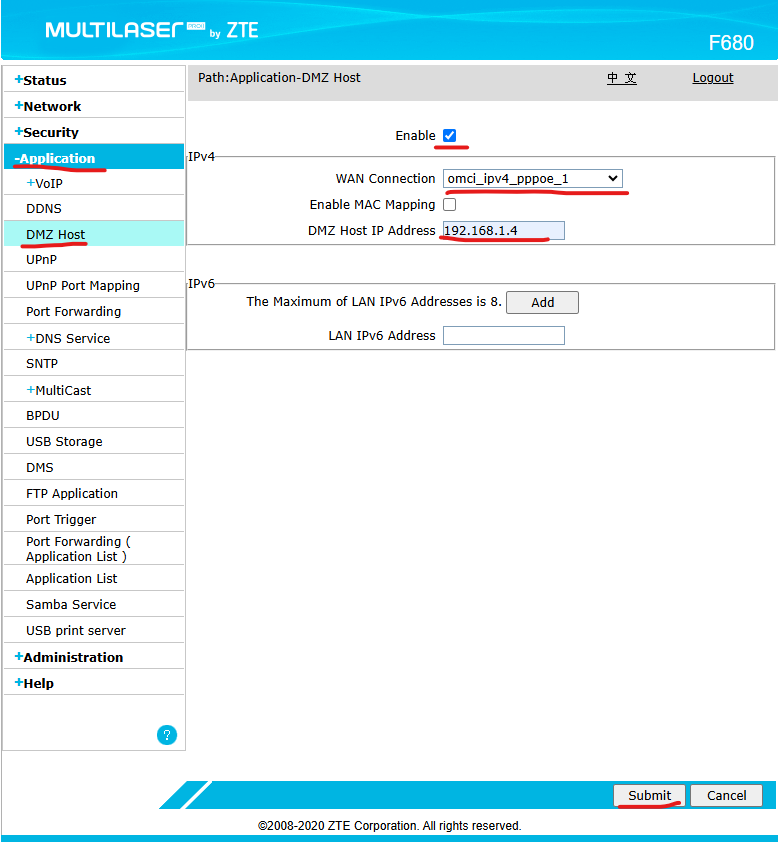 MULTILASER PRO by ZTE
F680
+Status
+Network
+Security
-Application
+VoIP
DDNS
DMZ Host
UPnP
UPnP Port Mapping
Port Forwarding
+DNS Service
SNTP
+MultiCast
BPDU
USB Storage
DMS
FTP Application
Port Trigger
Port Forwarding (
Application List )
Application List
Samba Service
USB print server
+Administration
+Help
?
Path:Application-DMZ Host 中 文 Logout
Enable
IPv4
WAN Connection omci_ipv4_pppoe_1
Enable MAC Mapping
DMZ Host IP Address 192.168.1.4
IPv6
The Maximum of LAN IPv6 Addresses is 8. Add
LAN IPv6 Address
Submit Cancel
©2008-2020 ZTE Corporation. All rights reserved.